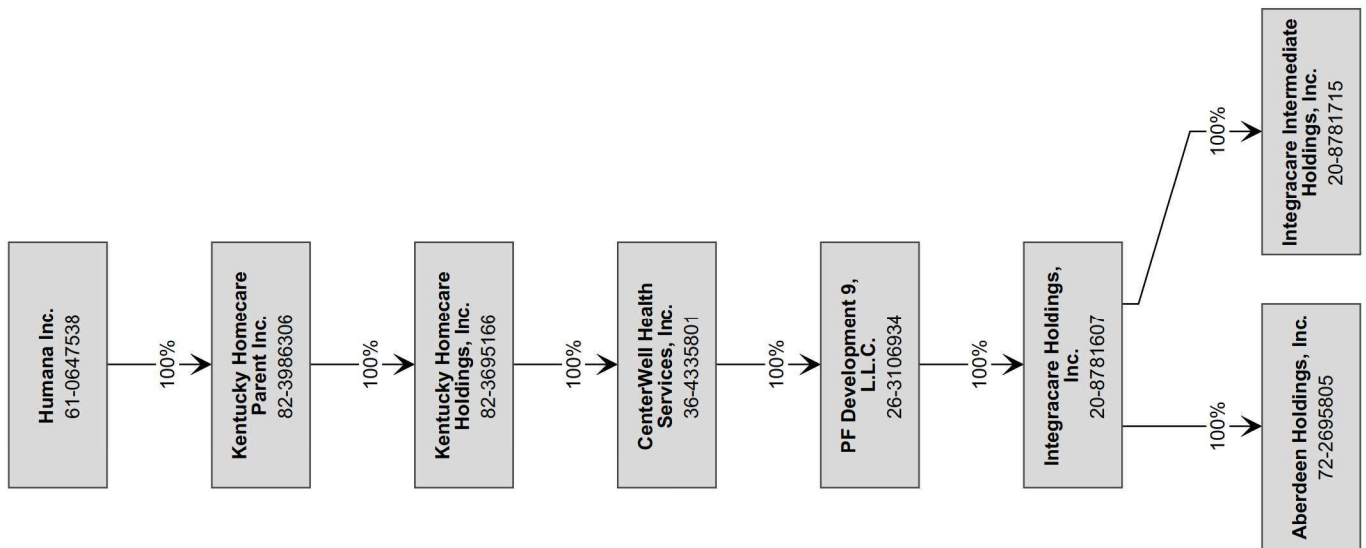 Humana Inc.
61-0647538
100%
Kentucky Homecare
Parent Inc.
82-3986306
100%
Kentucky Homecare
Holdings, Inc.
82-3695166
100%
CenterWell Health
Services, Inc.
36-4335801
100%
PF Development 9,
L.L.C.
26-3106934
100%
Integracare Holdings,
Inc.
20-8781607
100%
Aberdeen Holdings, Inc.
72-2695805
100%
Integracare Intermediate
Holdings, Inc.
20-8781715